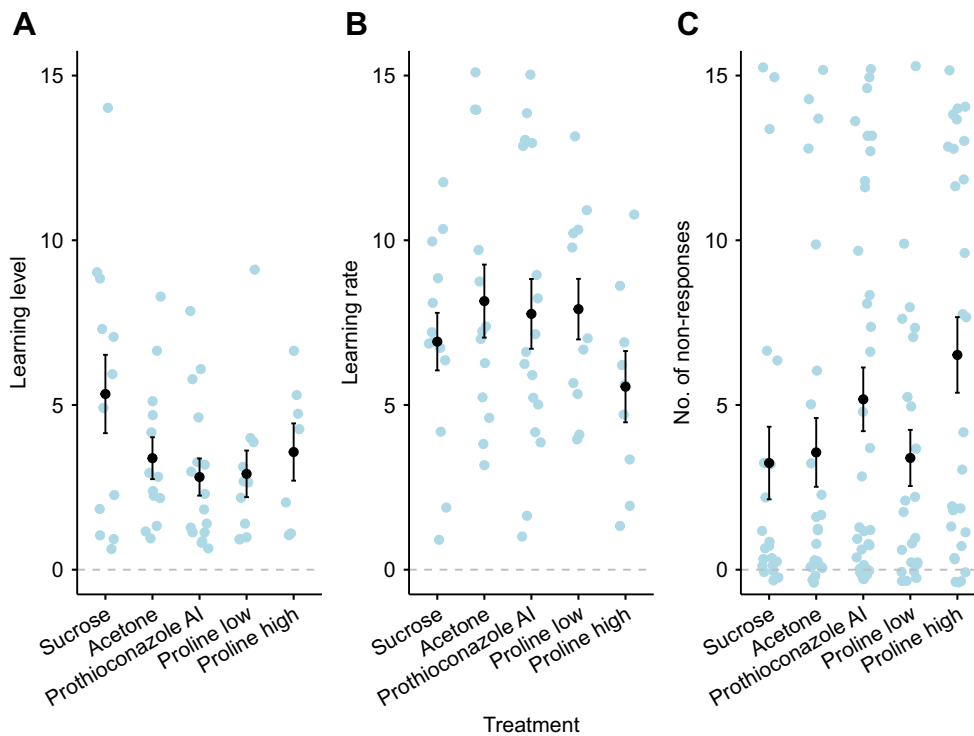 A
B
C
Learning level
15
10
5
0
Sucrose
Acetone
Prothioconazole AI
Proline low
Proline high
Learning rate
15
10
5
0
Sucrose
Acetone
Prothioconazole AI
Proline low
Proline high
No. of non-responses
15
10
5
0
Sucrose
Acetone
Prothioconazole AI
Proline low
Proline high
Treatment